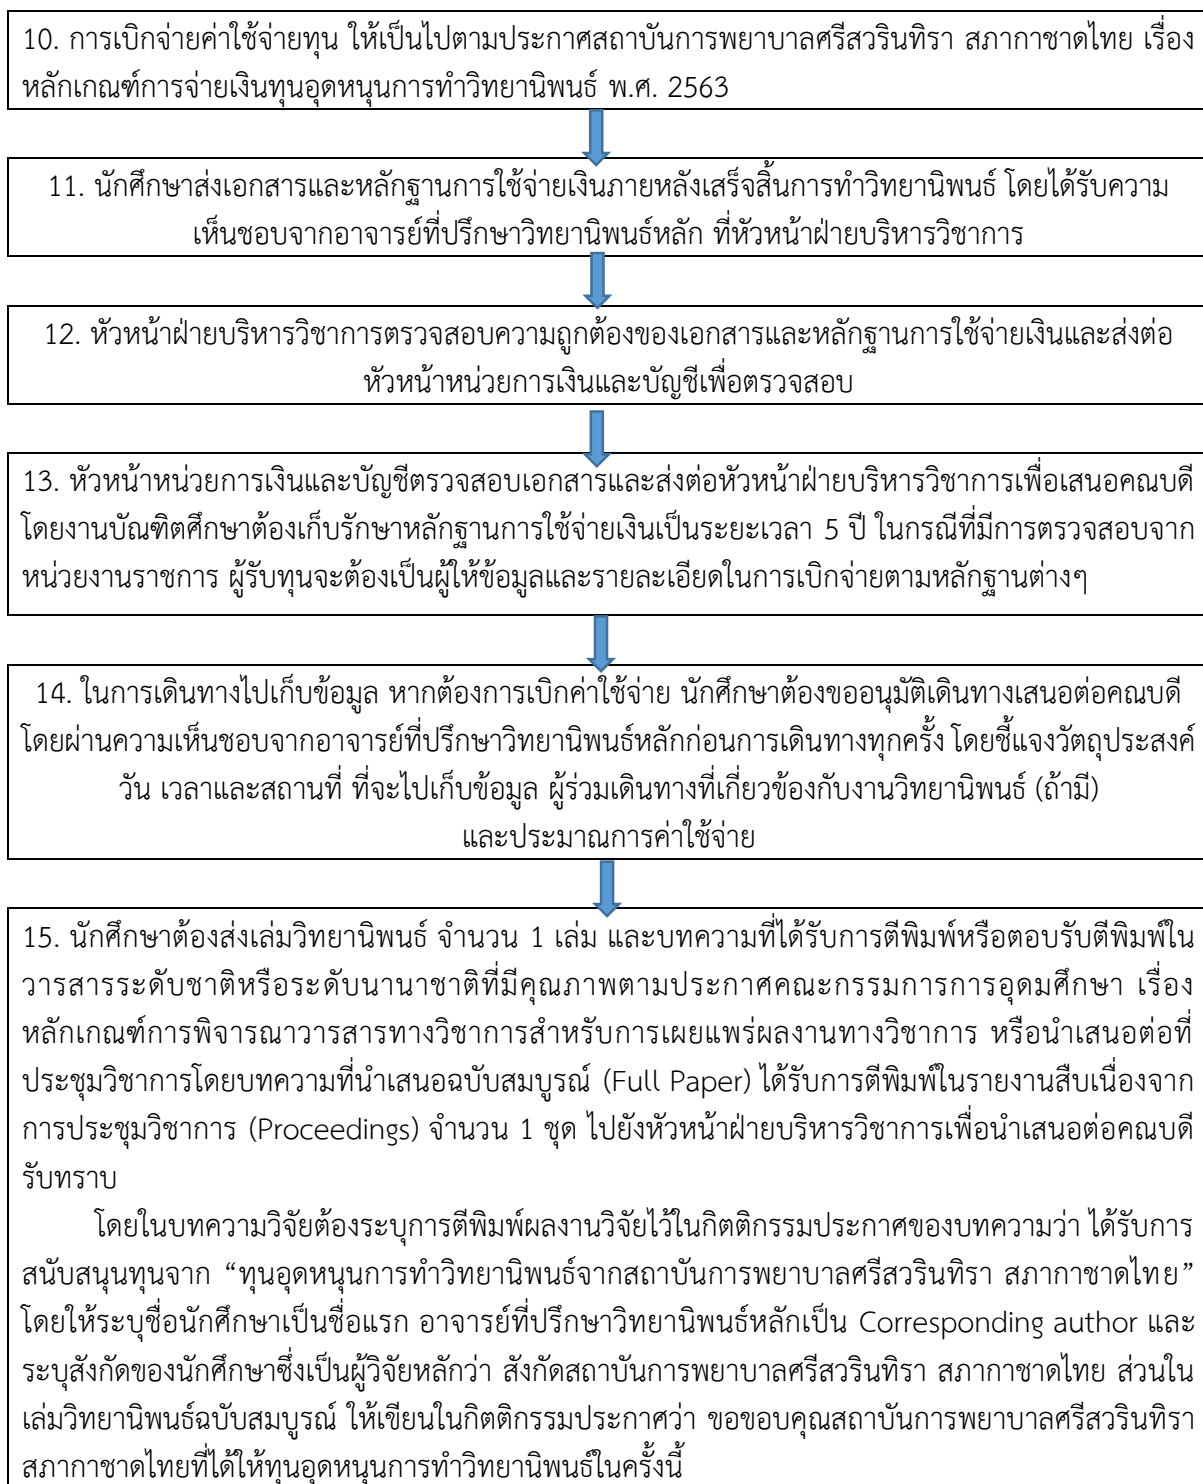 10. การเบิกจ่ายค่าใช้จ่ายทุน ให้เป็นไปตามประกาศสถาบันการพยาบาลศรีสวรินทิรา สภากาชาดไทย เรื่อง
หลักเกณฑ์การจ่ายเงินทุนอุดหนุนการทำวิทยานิพนธ์ พ.ศ. 2563
11. นักศึกษาส่งเอกสารและหลักฐานการใช้จ่ายเงินภายหลังเสร็จสิ้นการทำวิทยานิพนธ์ โดยได้รับความ
เห็นชอบจากอาจารย์ที่ปรึกษาวิทยานิพนธ์หลัก ที่หัวหน้าฝ่ายบริหารวิชาการ
12. หัวหน้าฝ่ายบริหารวิชาการตรวจสอบความถูกต้องของเอกสารและหลักฐานการใช้จ่ายเงินและส่งต่อ
หัวหน้าหน่วยการเงินและบัญชีเพื่อตรวจสอบ
13. หัวหน้าหน่วยการเงินและบัญชีตรวจสอบเอกสารและส่งต่อหัวหน้าฝ่ายบริหารวิชาการเพื่อเสนอคณบดี
โดยงานบัณฑิตศึกษาต้องเก็บรักษาหลักฐานการใช้จ่ายเงินเป็นระยะเวลา 5 ปี ในกรณีที่มีการตรวจสอบจาก
หน่วยงานราชการ ผู้รับทุนจะต้องเป็นผู้ให้ข้อมูลและรายละเอียดในการเบิกจ่ายตามหลักฐานต่างๆ
14. ในการเดินทางไปเก็บข้อมูล หากต้องการเบิกค่าใช้จ่าย นักศึกษาต้องขออนุมัติเดินทางเสนอต่อคณบดี
โดยผ่านความเห็นชอบจากอาจารย์ที่ปรึกษาวิทยานิพนธ์หลักก่อนการเดินทางทุกครั้ง โดยชี้แจงวัตถุประสงค์
วัน เวลาและสถานที่ ที่จะไปเก็บข้อมูล ผู้ร่วมเดินทางที่เกี่ยวข้องกับงานวิทยานิพนธ์ (ถ้ามี)
และประมาณการค่าใช้จ่าย
15. นักศึกษาต้องส่งเล่มวิทยานิพนธ์ จำนวน 1 เล่ม และบทความที่ได้รับการตีพิมพ์หรือตอบรับตีพิมพ์ใน
วารสารระดับชาติหรือระดับนานาชาติที่มีคุณภาพตามประกาศคณะกรรมการการอุดมศึกษา เรื่อง
หลักเกณฑ์การพิจารณาวารสารทางวิชาการสำหรับการเผยแพร่ผลงานทางวิชาการ หรือนำเสนอต่อที่
ประชุมวิชาการโดยบทความที่นำเสนอฉบับสมบูรณ์ (Full Paper) ได้รับการตีพิมพ์ในรายงานสืบเนื่องจาก
การประชุมวิชาการ (Proceedings) จำนวน 1 ชุด ไปยังหัวหน้าฝ่ายบริหารวิชาการเพื่อนำเสนอต่อคณบดี
รับทราบ
โดยในบทความวิจัยต้องระบุการตีพิมพ์ผลงานวิจัยไว้ในกิตติกรรมประกาศของบทความว่า ได้รับการ
สนับสนุนทุนจาก “ทุนอุดหนุนการทำวิทยานิพนธ์จากสถาบันการพยาบาลศรีสวรินทิรา สภากาชาดไทย”
โดยให้ระบุชื่อนักศึกษาเป็นชื่อแรก อาจารย์ที่ปรึกษาวิทยานิพนธ์หลักเป็น Corresponding author และ
ระบุสังกัดของนักศึกษาซึ่งเป็นผู้วิจัยหลักว่า สังกัดสถาบันการพยาบาลศรีสวรินทิรา สภากาชาดไทย ส่วนใน
เล่มวิทยานิพนธ์ฉบับสมบูรณ์ ให้เขียนในกิตติกรรมประกาศว่า ขอขอบคุณสถาบันการพยาบาลศรีสวรินทิรา
สภากาชาดไทยที่ได้ให้ทุนอุดหนุนการทำวิทยานิพนธ์ในครั้งนี้